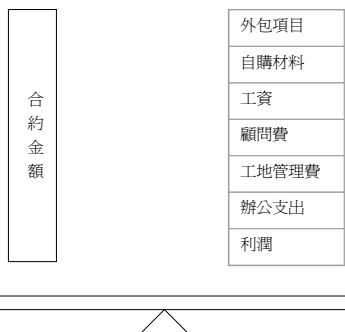 合約金額
外包項目
自購材料
工資
顧問費
工地管理費
辦公支出
利潤